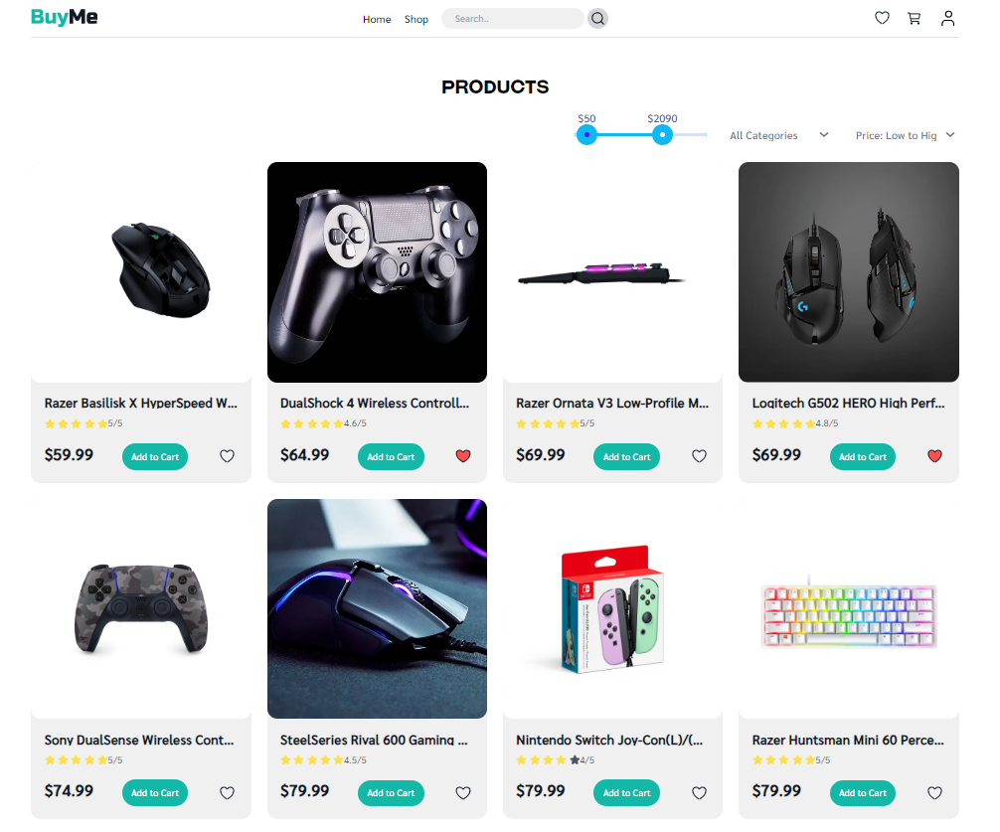 BuyMe
Home Shop Search..
PRODUCTS
$50 $2090
All Categories Price: Low to Hig
Razer Basilisk X HyperSpeed W...
5/5
$59.99 Add to Cart
DualShock 4 Wireless Controll...
4.6/5
$64.99 Add to Cart
Razer Ornata V3 Low-Profile M...
5/5
$69.99 Add to Cart
Logitech G502 HERO High Perf...
4.8/5
$69.99 Add to Cart
Sony DualSense Wireless Cont...
5/5
$74.99 Add to Cart
SteelSeries Rival 600 Gaming ...
4.5/5
$79.99 Add to Cart
Nintendo Switch Joy-Con(L)/(...
4/5
$79.99 Add to Cart
Razer Huntsman Mini 60 Perce...
5/5
$79.99 Add to Cart